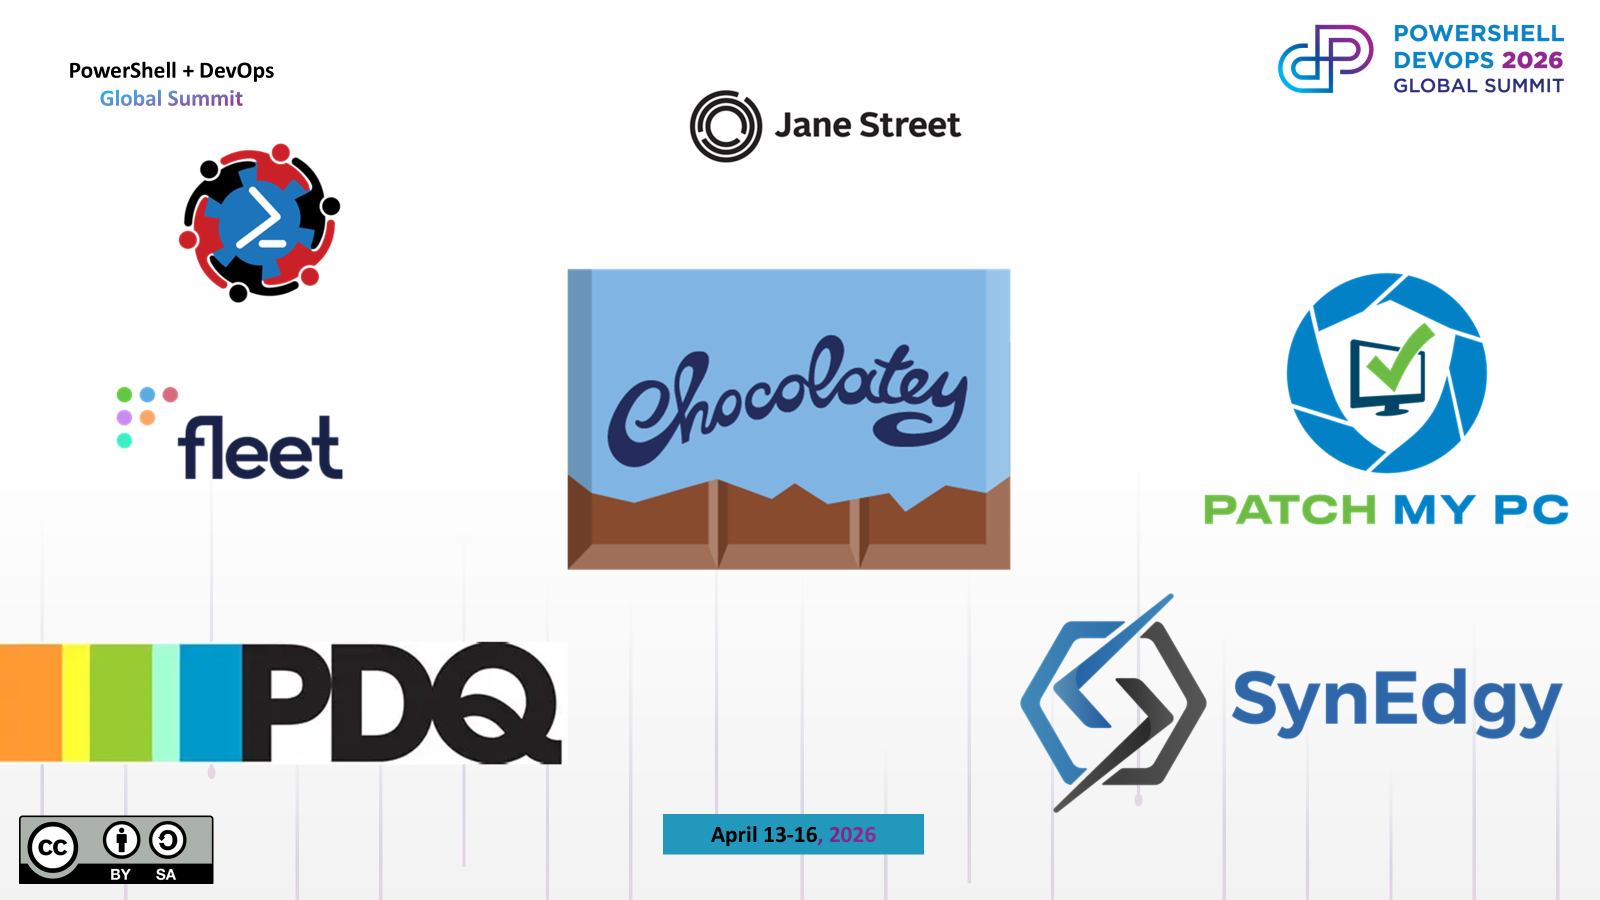 PowerShell + DevOps
Global Summit
POWERSHELL
DEVOPS 2026
GLOBAL SUMMIT
Jane Street
fleet
Chocolatey
PATCH MY PC
PDQ
SynEdgy
April 13-16, 2026
CC
BY SA